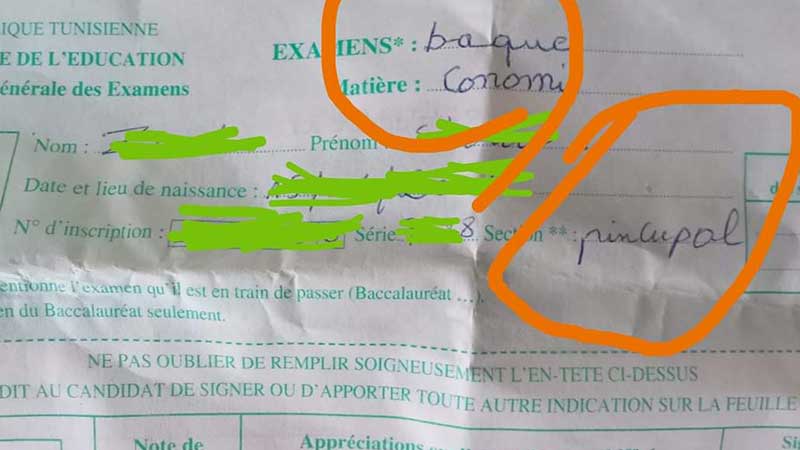 IQUE TUNISIENNE
E DE L'EDUCATION
énérale des Examens
EXAMENS* : baque
Matière : Conomi
Nom : Prénom
Date et lieu de naissance :
N° d'inscription : Série 8 Section ** : princupal
entionne l'examen qu'il est en train de passer (Baccalauréat ...).
en du Baccalauréat seulement.
NE PAS OUBLIER DE REMPLIR SOIGNEUSEMENT L'EN-TETE CI-DESSUS
DIT AU CANDIDAT DE SIGNER OU D'APPORTER TOUTE AUTRE INDICATION SUR LA FEUILLE
Note de Appréciations